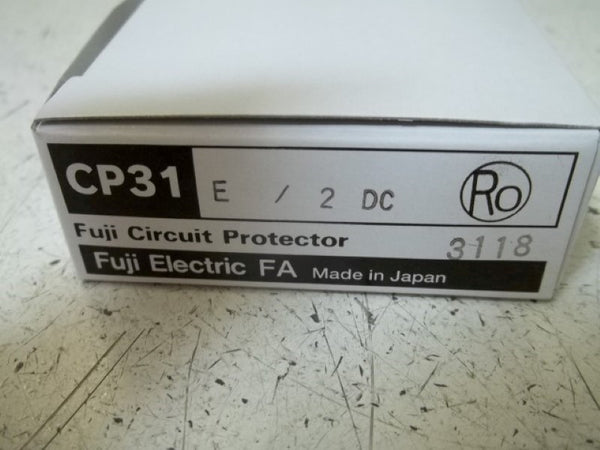 CP31 E / 2 DC Ro
Fuji Circuit Protector 3118
Fuji Electric FA Made in Japan